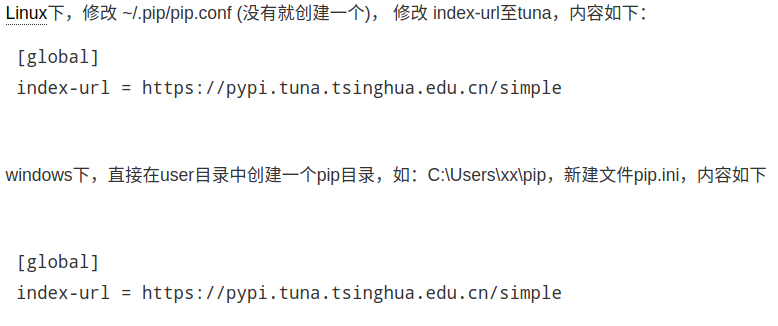 Linux下，修改 ~/.pip/pip.conf (没有就创建一个)， 修改 index-url至tuna，内容如下：
[global]
index-url = https://pypi.tuna.tsinghua.edu.cn/simple
windows下，直接在user目录中创建一个pip目录，如：C:\Users\xx\pip，新建文件pip.ini，内容如下
[global]
index-url = https://pypi.tuna.tsinghua.edu.cn/simple